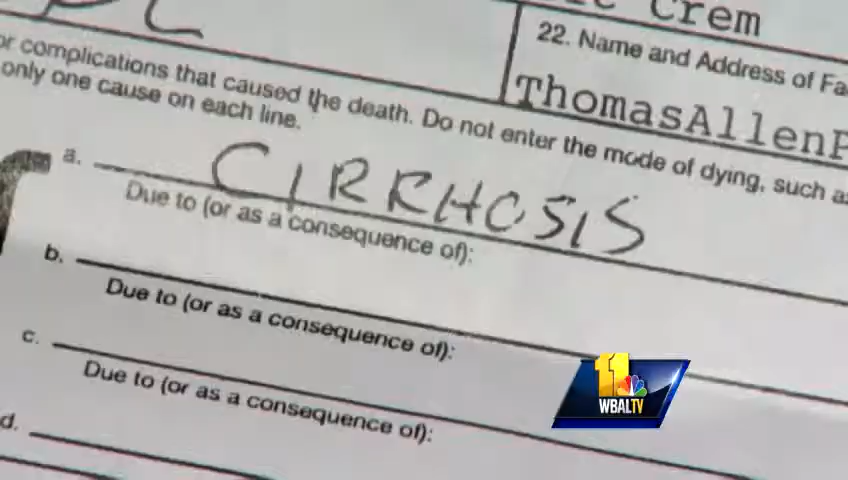 Crem
22. Name and Address of Fa
ThomasAllenP
or complications that caused the death. Do not enter the mode of dying, such as
only one cause on each line.
a. CIRRHOSIS
Due to (or as a consequence of):
b.
Due to (or as a consequence of):
c.
Due to (or as a consequence of):
d.
11
WBALTV